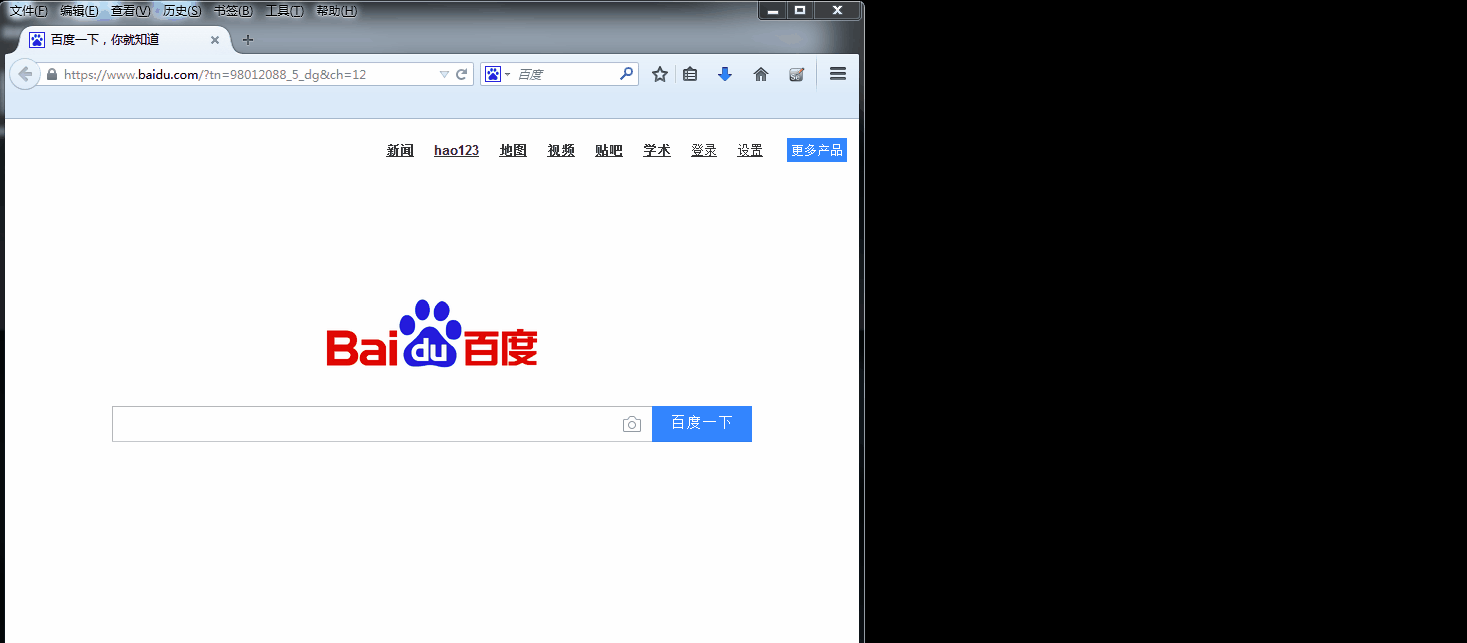 文件(F) 编辑(E) 查看(V) 历史(S) 书签(B) 工具(T) 帮助(H)
百度一下，你就知道
https://www.baidu.com/?tn=98012088_5_dg&ch=12 百度
新闻 hao123 地图 视频 贴吧 学术 登录 设置 更多产品
Bai du 百度
百度一下